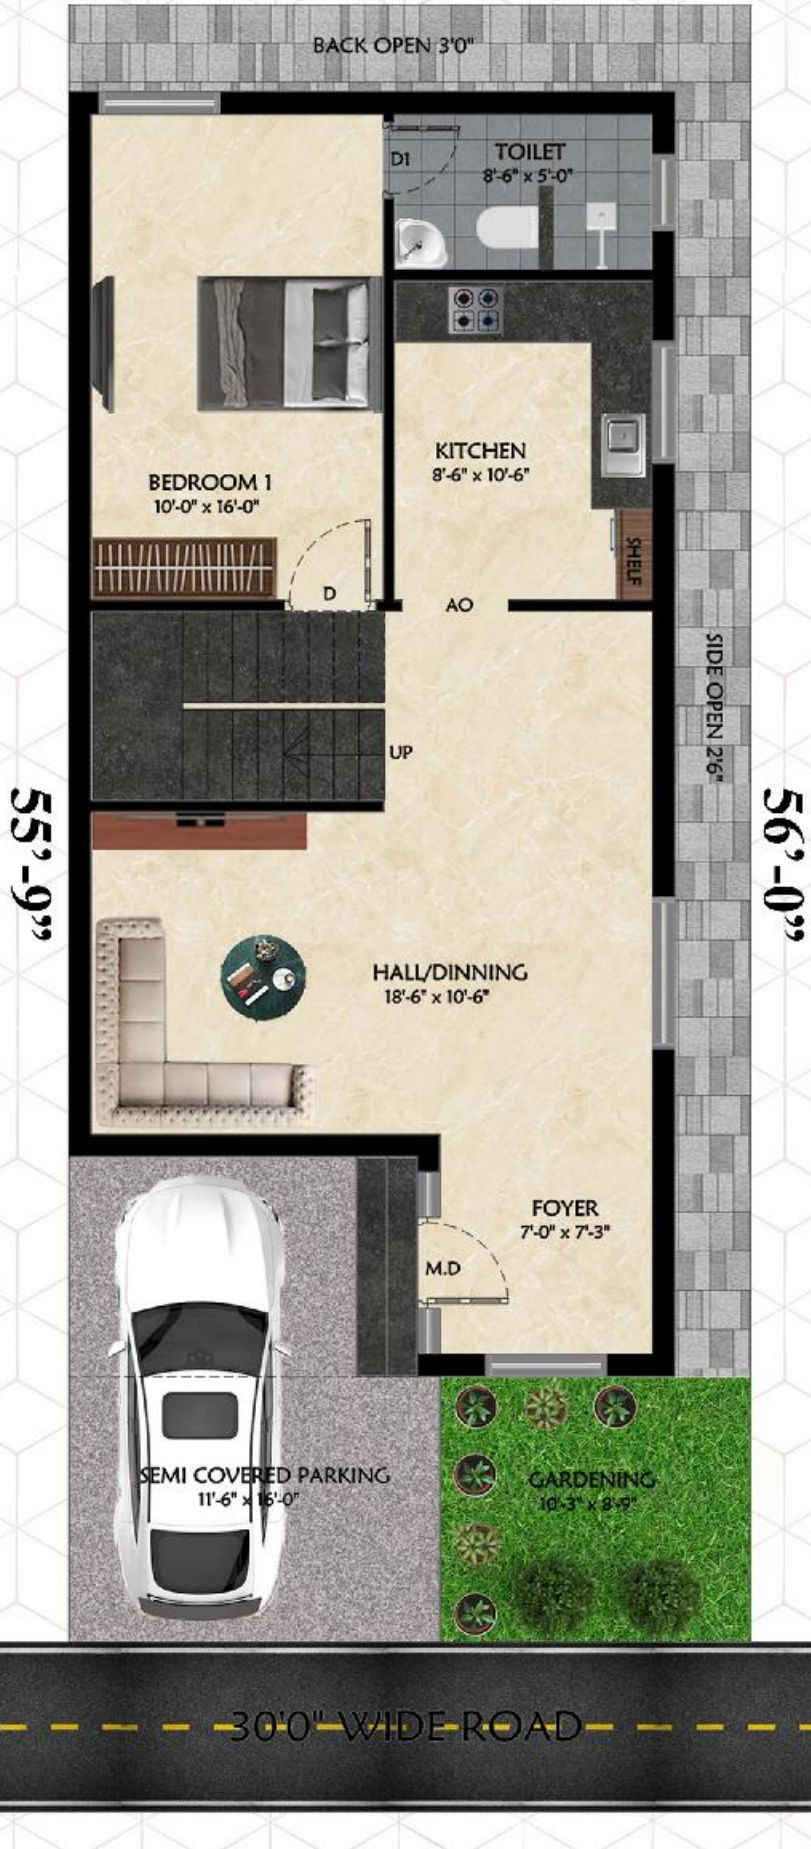 BACK OPEN 3'0"
D1
TOILET
8'-6" x 5'-0"
KITCHEN
8'-6" x 10'-6"
BEDROOM 1
10'-0" x 16'-0"
SHELF
D
AO
SIDE OPEN 2'6"
UP
55’-9”
56’-0”
HALL/DINNING
18'-6" x 10'-6"
FOYER
7'-0" x 7'-3"
M.D
SEMI COVERED PARKING
11'-6" x 16'-0"
GARDENING
10'-3" x 8'-9"
30'0" WIDE ROAD